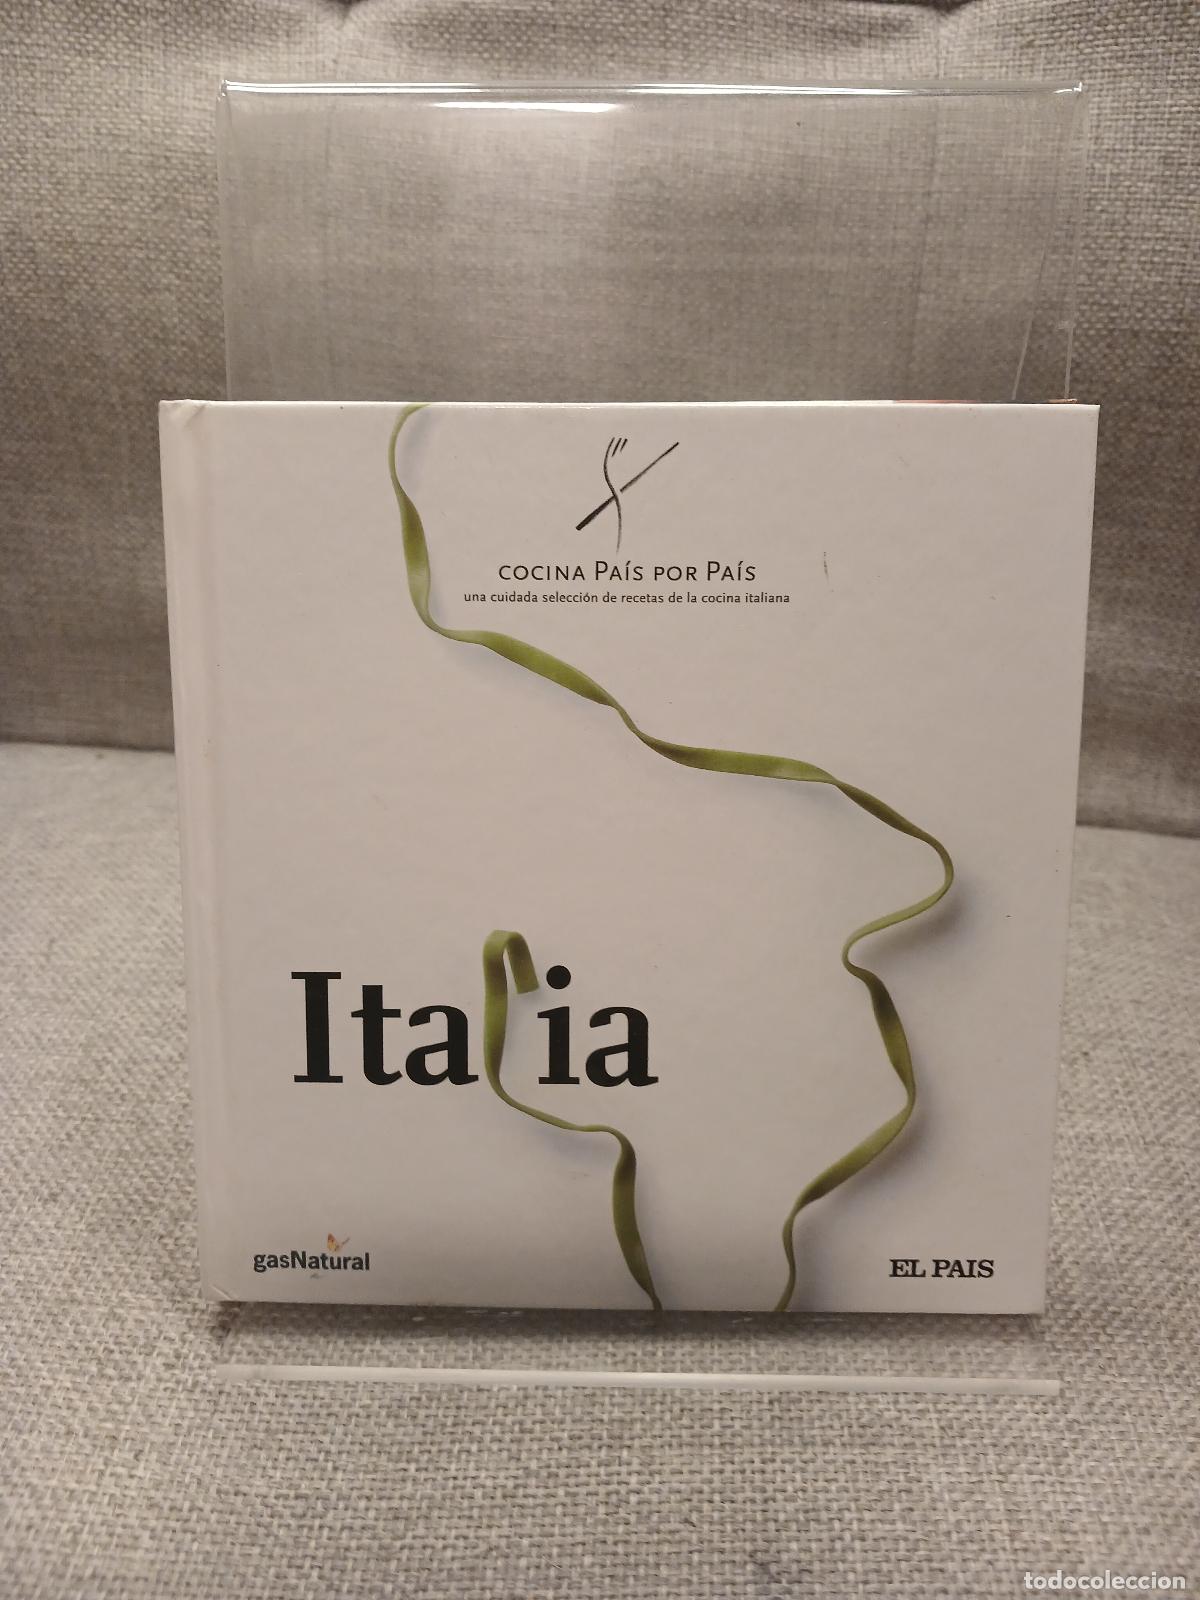 COCINA PAÍS POR PAÍS
una cuidada selección de recetas de la cocina italiana
Italia
gasNatural
EL PAIS
todocoleccion